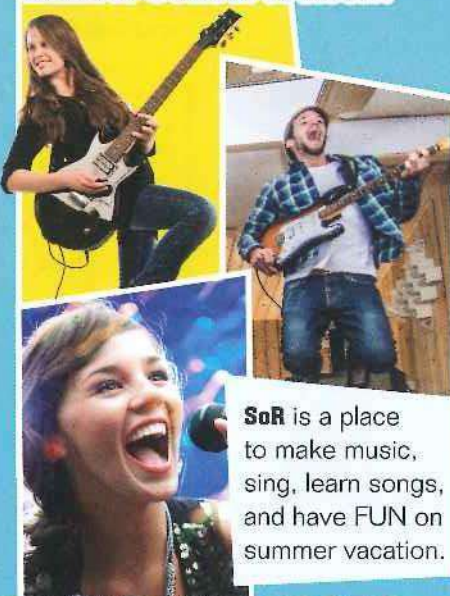 SoR is a place
to make music,
sing, learn songs,
and have FUN on
summer vacation.